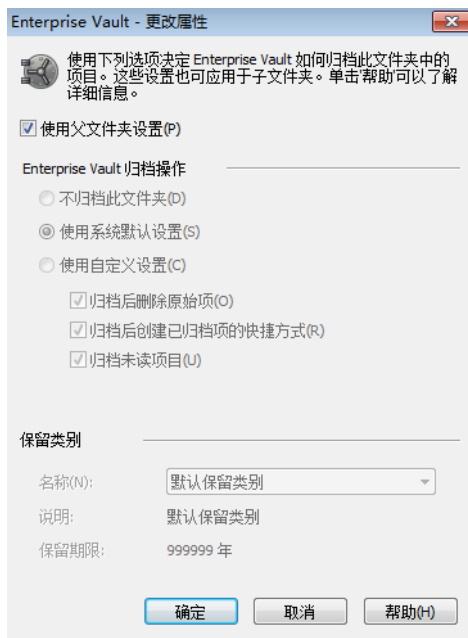 Enterprise Vault - 更改属性
使用下列选项决定 Enterprise Vault 如何归档此文件夹中的
项目。这些设置也可应用于子文件夹。单击'帮助'可以了解
详细信息。
使用父文件夹设置(P)
Enterprise Vault 归档操作
不归档此文件夹(D)
使用系统默认设置(S)
使用自定义设置(C)
归档后删除原始项(O)
归档后创建已归档项的快捷方式(R)
归档未读项目(U)
保留类别
名称(N): 默认保留类别
说明: 默认保留类别
保留期限: 999999 年
确定 取消 帮助(H)